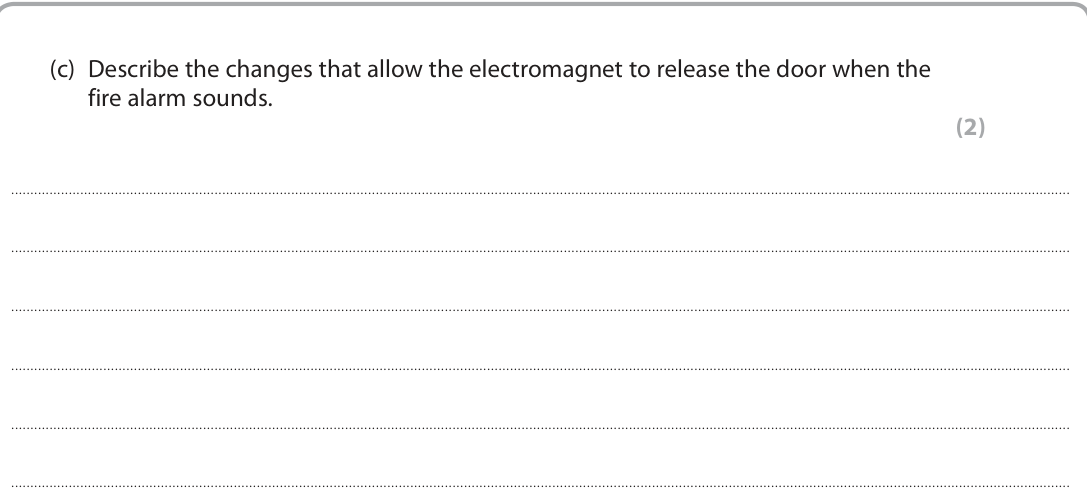 (c) Describe the changes that allow the electromagnet to release the door when the
fire alarm sounds.
(2)